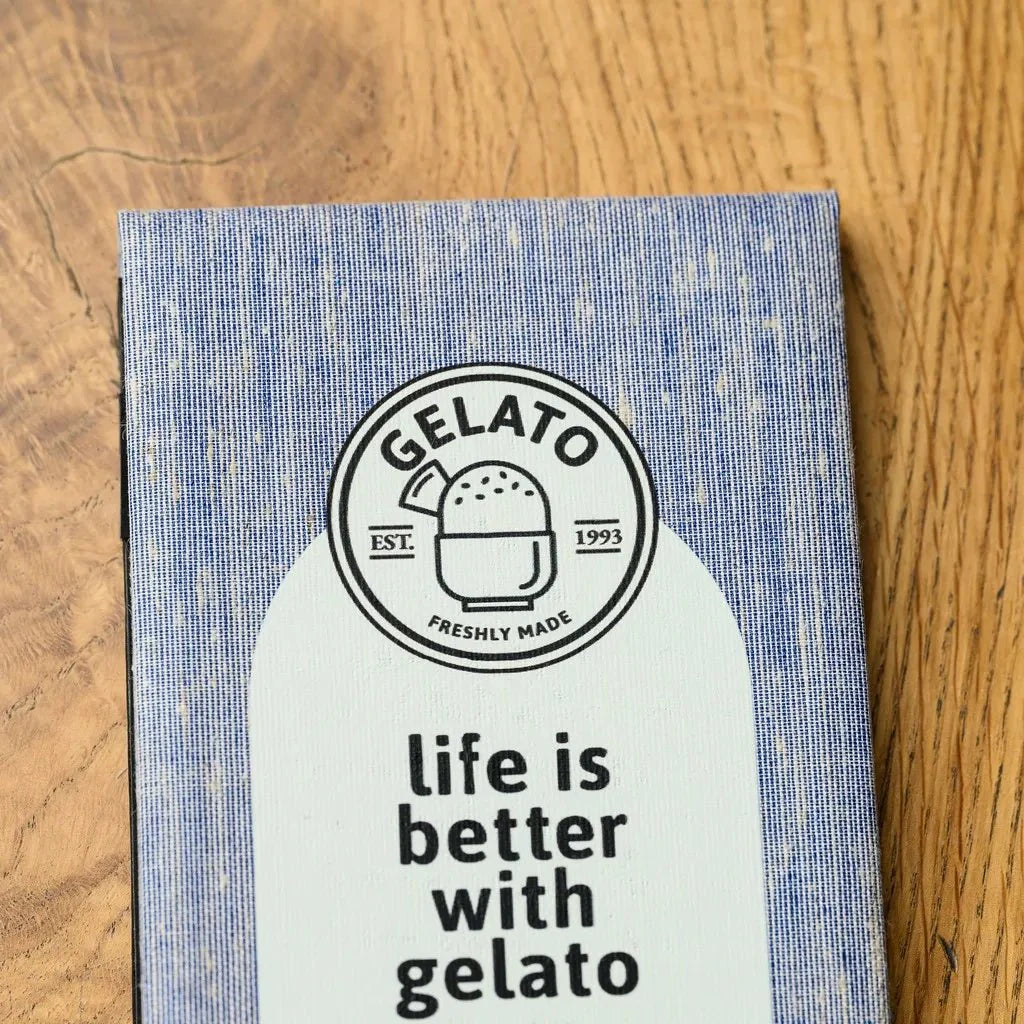 GELATO
EST. 1993
FRESHLY MADE
life is
better
with
gelato